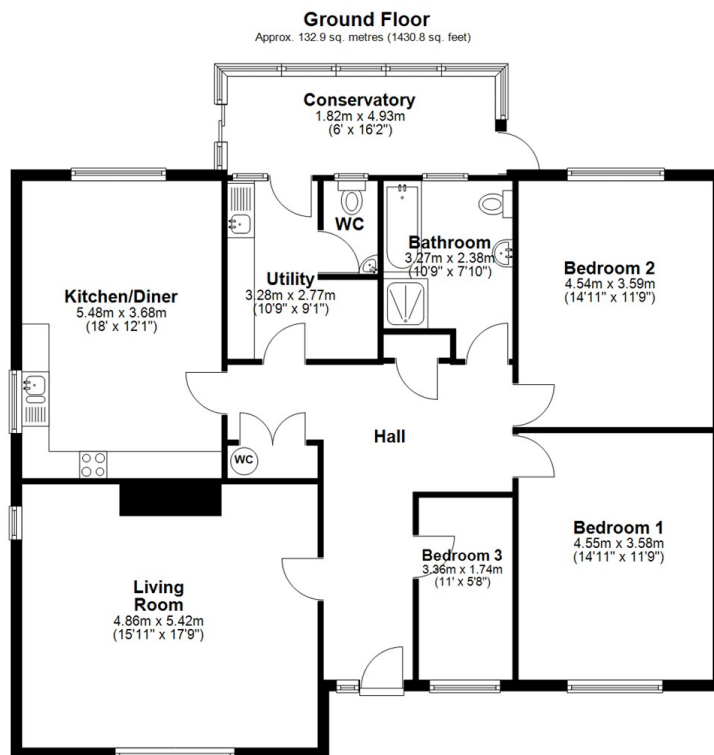 Ground Floor
Approx. 132.9 sq. metres (1430.8 sq. feet)
Conservatory
1.82m x 4.93m
(6' x 16'2")
WC
Bathroom
3.27m x 2.38m
(10'9" x 7'10")
Utility
3.28m x 2.77m
(10'9" x 9'1")
Kitchen/Diner
5.48m x 3.68m
(18' x 12'1")
Bedroom 2
4.54m x 3.59m
(14'11" x 11'9")
Hall
WC
Bedroom 1
4.55m x 3.58m
(14'11" x 11'9")
Bedroom 3
3.36m x 1.74m
(11' x 5'8")
Living
Room
4.86m x 5.42m
(15'11" x 17'9")